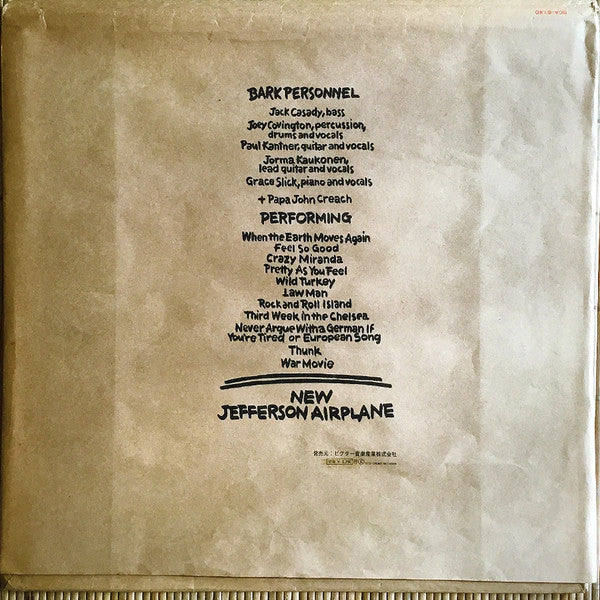 BARK PERSONNEL
Jack Casady, bass
Joey Covington, percussion,
drums and vocals
Paul Kantner, guitar and vocals
Jorma Kaukonen,
lead guitar and vocals
Grace Slick, piano and vocals
+ Papa John Creach
PERFORMING
When the Earth Moves Again
Feel So Good
Crazy Miranda
Pretty As You Feel
Wild Turkey
Law Man
Rock and Roll Island
Third Week in the Chelsea
Never Argue With a German If
You're Tired or European Song
Thunk
War Movie
NEW
JEFFERSON AIRPLANE
発売元：ビクター音楽産業株式会社